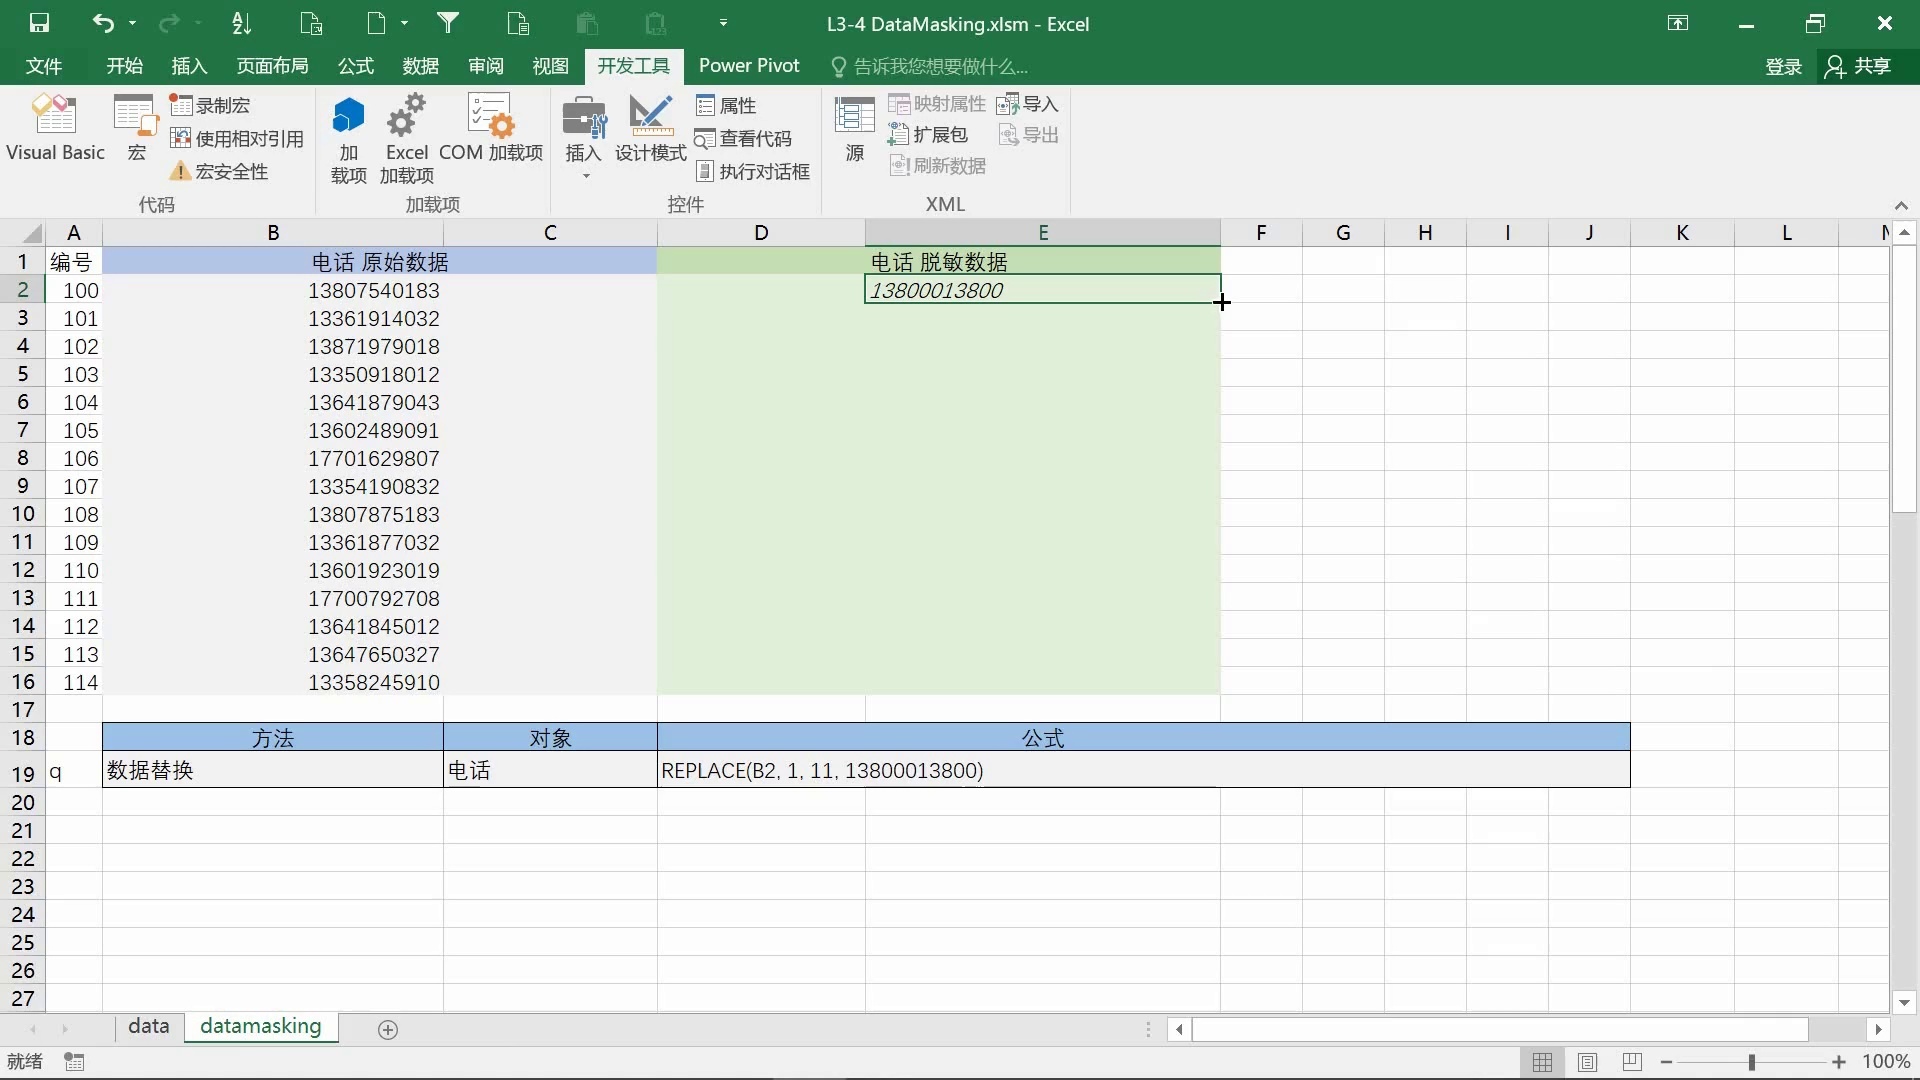 L3-4 DataMasking.xlsm - Excel
文件 开始 插入 页面布局 公式 数据 审阅 视图 开发工具 Power Pivot 告诉我您想要做什么... 登录 共享
Visual Basic
宏
录制宏
使用相对引用
宏安全性
代码
加
载项
Excel
加载项
COM 加载项
加载项
插入
设计模式
属性
查看代码
执行对话框
控件
源
映射属性
扩展包
刷新数据
导入
导出
XML
A B C D E F G H I J K L
1 编号 电话 原始数据 电话 脱敏数据
2 100 13807540183 13800013800
3 101 13361914032
4 102 13871979018
5 103 13350918012
6 104 13641879043
7 105 13602489091
8 106 17701629807
9 107 13354190832
10 108 13807875183
11 109 13361877032
12 110 13601923019
13 111 17700792708
14 112 13641845012
15 113 13647650327
16 114 13358245910
17
18 方法 对象 公式
19 q 数据替换 电话 REPLACE(B2, 1, 11, 13800013800)
20
21
22
23
24
25
26
27
data datamasking
就绪 100%